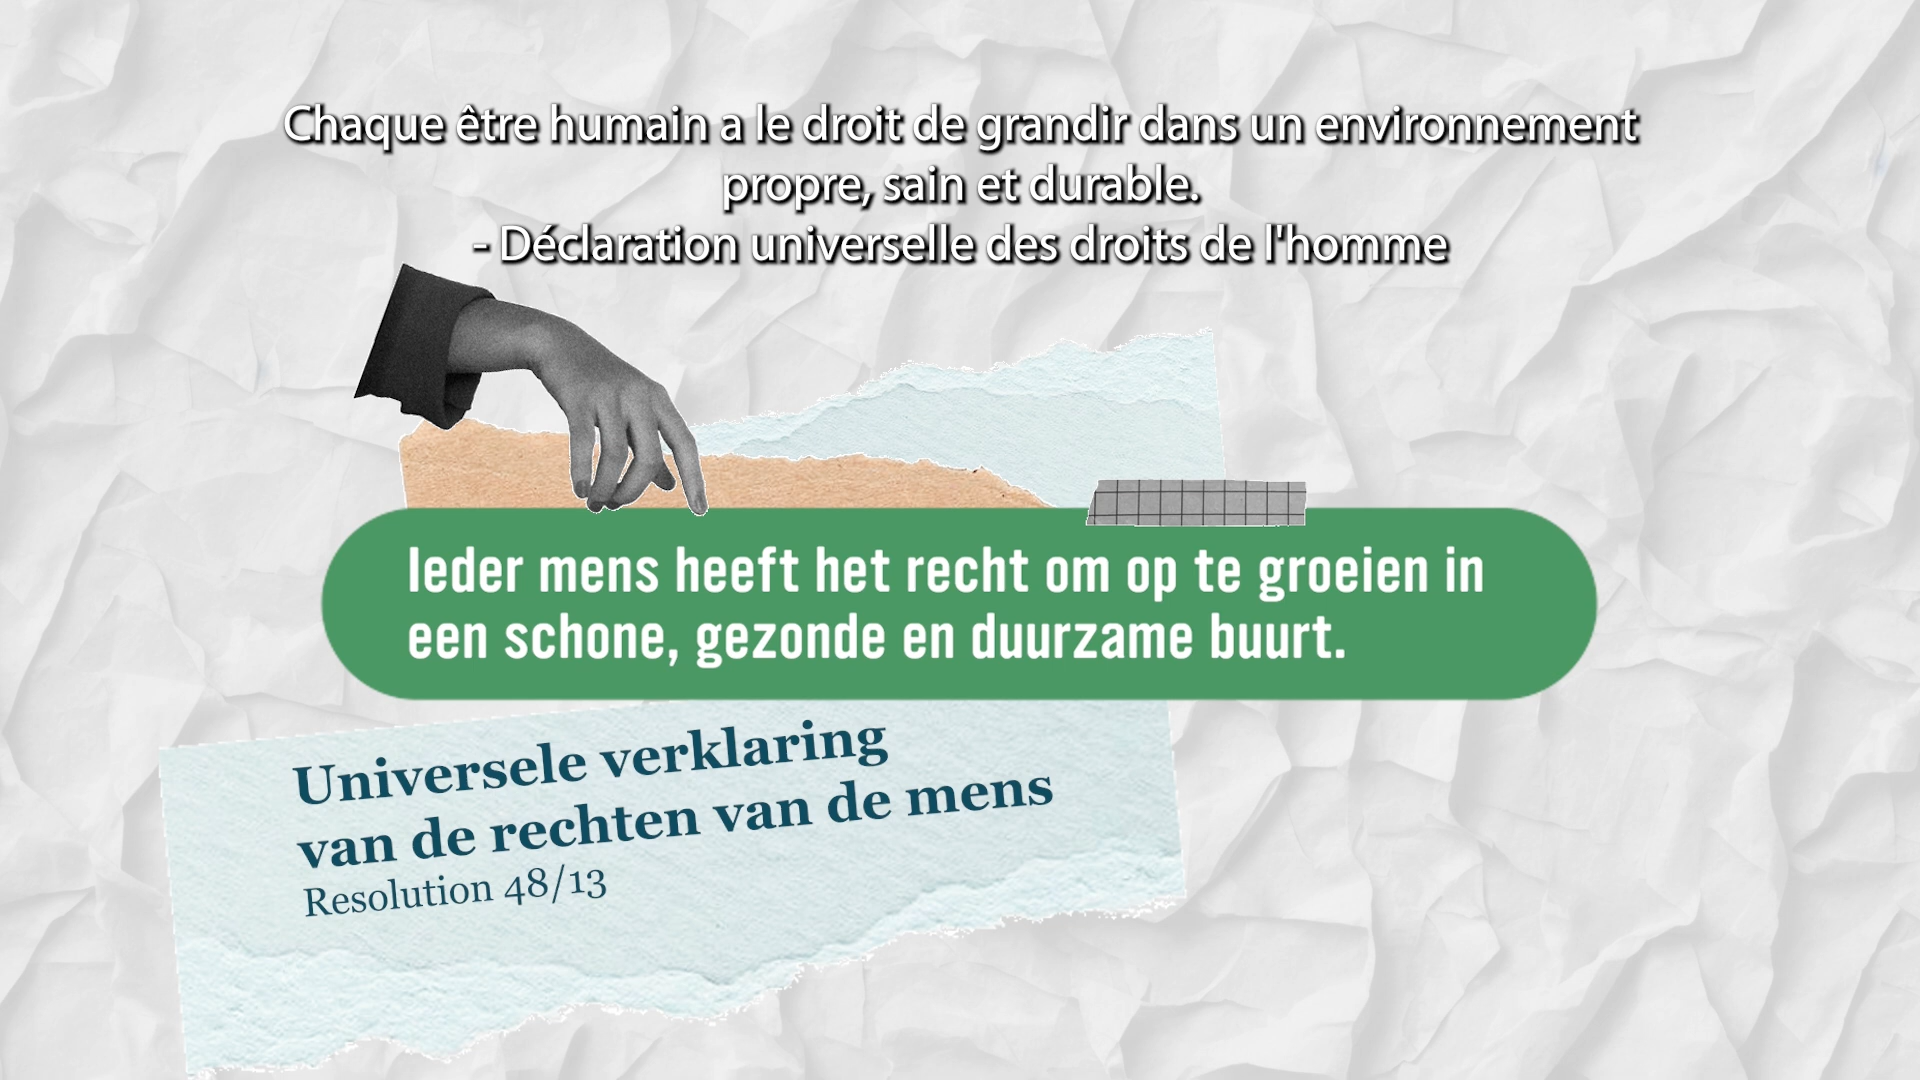 Chaque être humain a le droit de grandir dans un environnement
propre, sain et durable.
- Déclaration universelle des droits de l'homme
Ieder mens heeft het recht om op te groeien in
een schone, gezonde en duurzame buurt.
Universele verklaring
van de rechten van de mens
Resolution 48/13